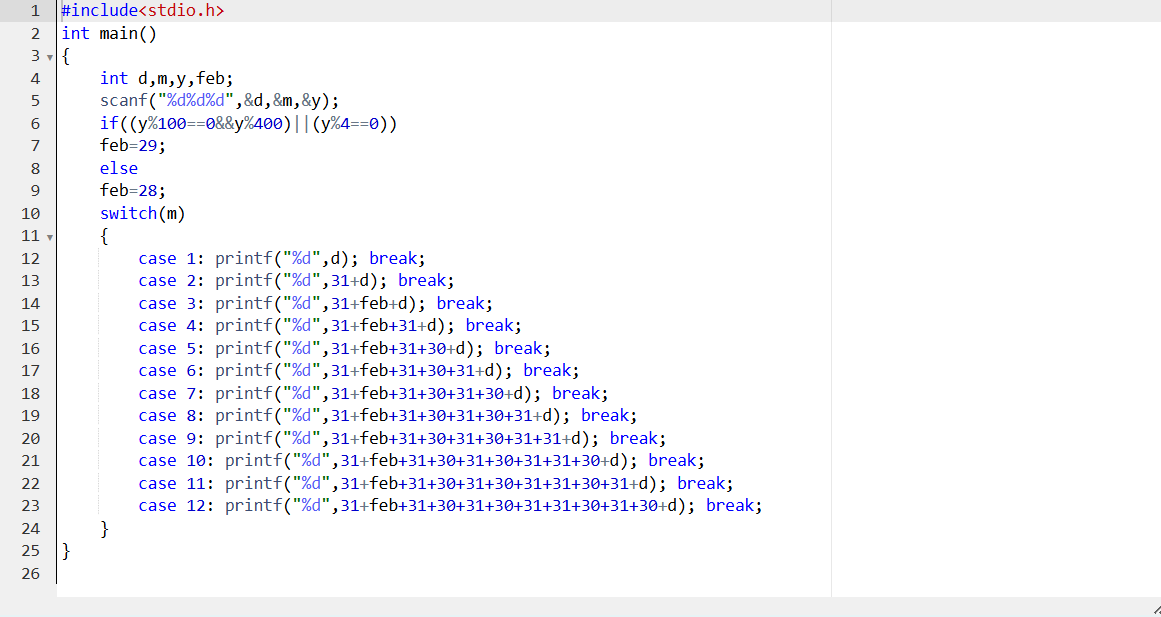 1 #include<stdio.h>
2 int main()
3 {
4 int d,m,y,feb;
5 scanf("%d%d%d",&d,&m,&y);
6 if((y%100==0&&y%400)||(y%4==0))
7 feb=29;
8 else
9 feb=28;
10 switch(m)
11 {
12 case 1: printf("%d",d); break;
13 case 2: printf("%d",31+d); break;
14 case 3: printf("%d",31+feb+d); break;
15 case 4: printf("%d",31+feb+31+d); break;
16 case 5: printf("%d",31+feb+31+30+d); break;
17 case 6: printf("%d",31+feb+31+30+31+d); break;
18 case 7: printf("%d",31+feb+31+30+31+30+d); break;
19 case 8: printf("%d",31+feb+31+30+31+30+31+d); break;
20 case 9: printf("%d",31+feb+31+30+31+30+31+31+d); break;
21 case 10: printf("%d",31+feb+31+30+31+30+31+31+30+d); break;
22 case 11: printf("%d",31+feb+31+30+31+30+31+31+30+31+d); break;
23 case 12: printf("%d",31+feb+31+30+31+30+31+31+30+31+30+d); break;
24 }
25 }
26